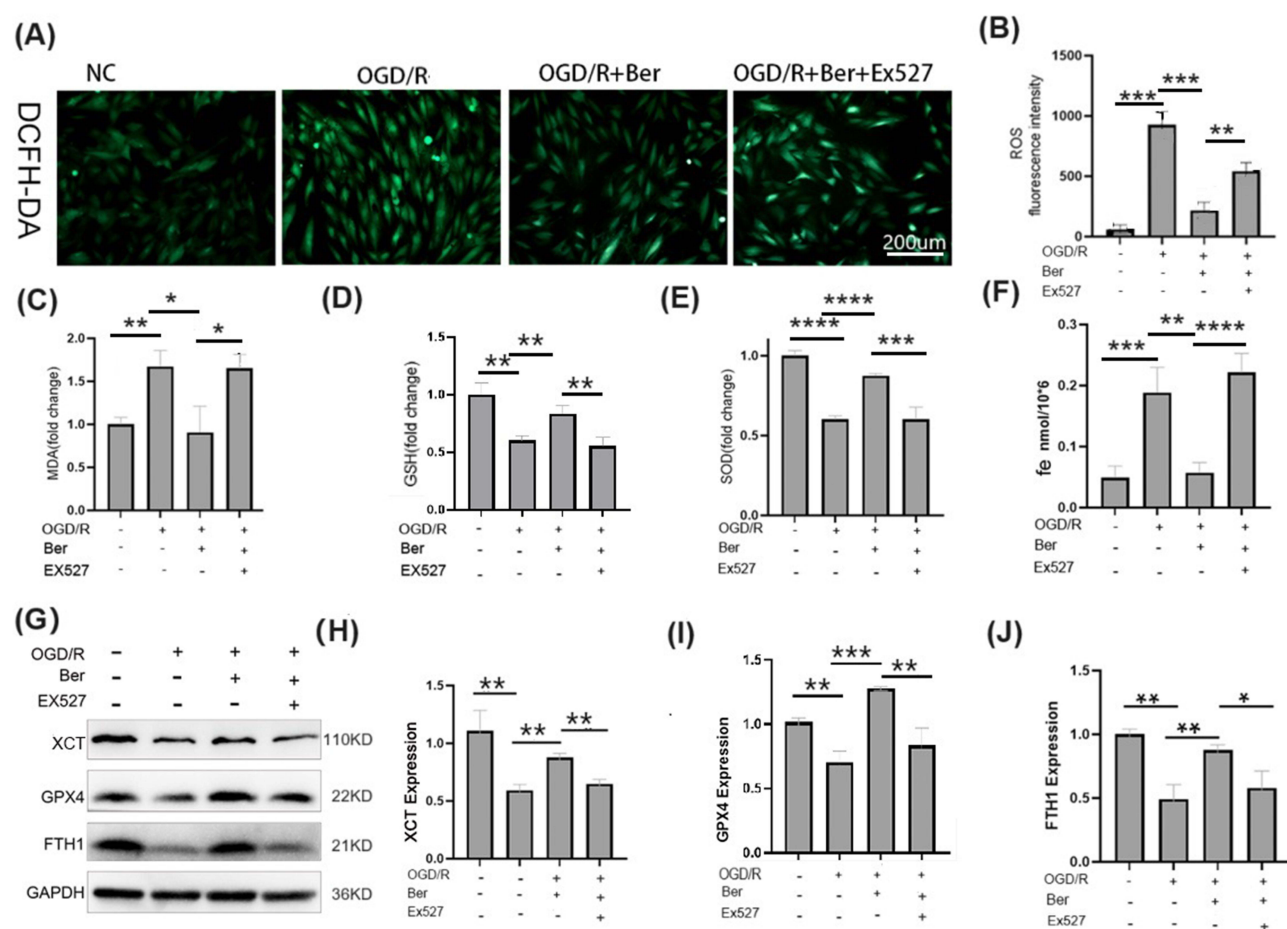 (A)
NC
OGD/R
OGD/R+Ber
OGD/R+Ber+Ex527
DCFH-DA
200um
(B)
ROS
fluorescence intensity
1500
1000
500
0
*** *** **
OGD/R - + + +
Ber - - + +
Ex527 - - - +
(C)
MDA(fold change)
2.0
1.5
1.0
0.5
0.0
** * *
OGD/R - + + +
Ber - - + +
EX527 - - - +
(D)
GSH(fold change)
1.5
1.0
0.5
0.0
** ** **
OGD/R - + + +
Ber - - + +
EX527 - - - +
(E)
SOD(fold change)
1.0
0.5
0.0
**** **** ***
OGD/R - + + +
Ber - - + +
Ex527 - - - +
(F)
fe nmol/10*6
0.3
0.2
0.1
0.0
*** ** ****
OGD/R - + + +
Ber - - + +
Ex527 - - - +
(G)
OGD/R - + + +
Ber - - + +
EX527 - - - +
XCT 110KD
GPX4 22KD
FTH1 21KD
GAPDH 36KD
(H)
XCT Expression
1.5
1.0
0.5
0.0
** ** **
OGD/R - - + +
Ber - - + +
Ex527 - - - +
(I)
GPX4 Expression
1.5
1.0
0.5
0.0
** *** **
OGD/R - + + +
Ber - - + +
Ex527 - - - +
(J)
FTH1 Expression
1.5
1.0
0.5
0.0
** ** *
OGD/R - + + +
Ber - - + +
Ex527 - - - +